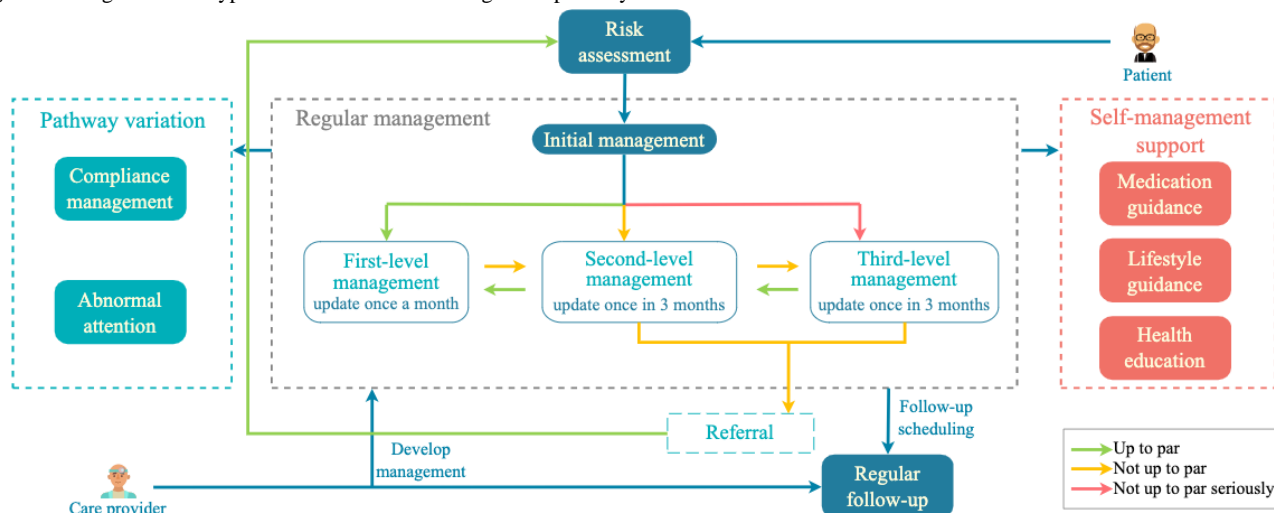 Risk
assessment
Patient
Pathway variation
Compliance
management
Abnormal
attention
Regular management
Initial management
First-level
management
update once a month
Second-level
management
update once in 3 months
Third-level
management
update once in 3 months
Self-management
support
Medication
guidance
Lifestyle
guidance
Health
education
Referral
Follow-up
scheduling
Develop
management
Care provider
Regular
follow-up
Up to par
Not up to par
Not up to par seriously